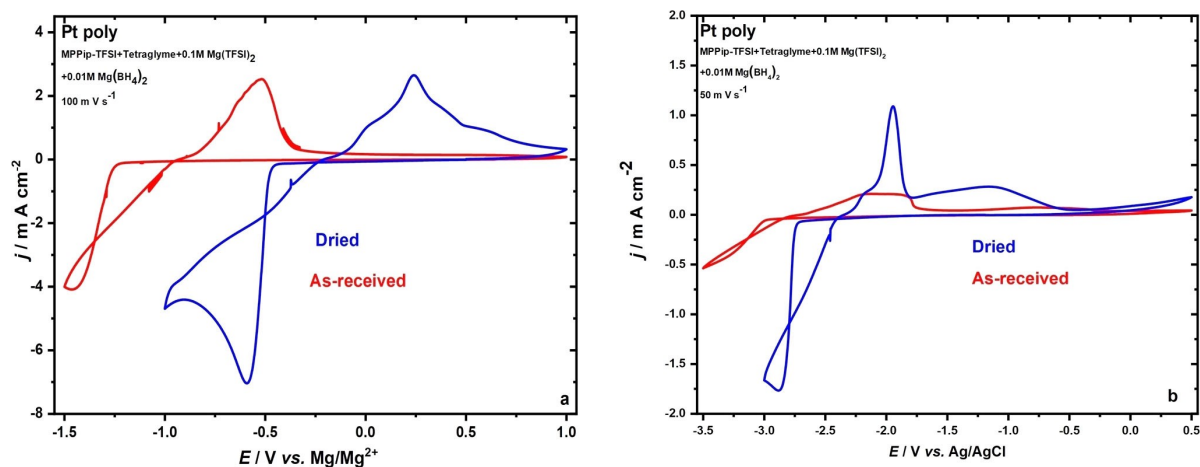 Pt poly
MPPip-TFSI+Tetraglyme+0.1M Mg(TFSI)2
+0.01M Mg(BH4)2
100 mV s-1
4
2
0
-2
-4
-6
-8
j / mA cm-2
Dried
As-received
a
-1.5 -1.0 -0.5 0.0 0.5 1.0
E / V vs. Mg/Mg2+
Pt poly
MPPip-TFSI+Tetraglyme+0.1M Mg(TFSI)2
+0.01M Mg(BH4)2
50 mV s-1
2.0
1.5
1.0
0.5
0.0
-0.5
-1.0
-1.5
-2.0
j / mA cm-2
Dried
As-received
b
-3.5 -3.0 -2.5 -2.0 -1.5 -1.0 -0.5 0.0 0.5
E / V vs. Ag/AgCl